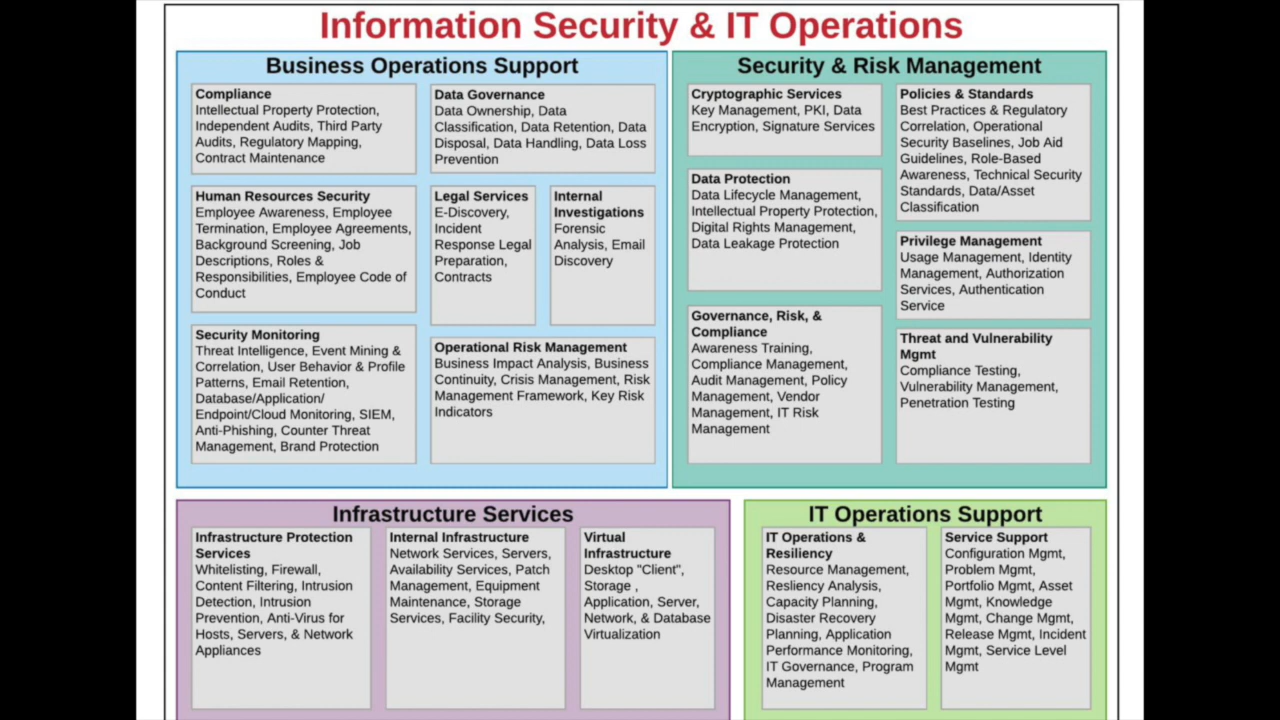 Information Security & IT Operations
Business Operations Support
Compliance
Intellectual Property Protection,
Independent Audits, Third Party
Audits, Regulatory Mapping,
Contract Maintenance
Data Governance
Data Ownership, Data
Classification, Data Retention, Data
Disposal, Data Handling, Data Loss
Prevention
Human Resources Security
Employee Awareness, Employee
Termination, Employee Agreements,
Background Screening, Job
Descriptions, Roles &
Responsibilities, Employee Code of
Conduct
Legal Services
E-Discovery,
Incident
Response Legal
Preparation,
Contracts
Internal
Investigations
Forensic
Analysis, Email
Discovery
Security Monitoring
Threat Intelligence, Event Mining &
Correlation, User Behavior & Profile
Patterns, Email Retention,
Database/Application/
Endpoint/Cloud Monitoring, SIEM,
Anti-Phishing, Counter Threat
Management, Brand Protection
Operational Risk Management
Business Impact Analysis, Business
Continuity, Crisis Management, Risk
Management Framework, Key Risk
Indicators
Security & Risk Management
Cryptographic Services
Key Management, PKI, Data
Encryption, Signature Services
Data Protection
Data Lifecycle Management,
Intellectual Property Protection,
Digital Rights Management,
Data Leakage Protection
Governance, Risk, &
Compliance
Awareness Training,
Compliance Management,
Audit Management, Policy
Management, Vendor
Management, IT Risk
Management
Policies & Standards
Best Practices & Regulatory
Correlation, Operational
Security Baselines, Job Aid
Guidelines, Role-Based
Awareness, Technical Security
Standards, Data/Asset
Classification
Privilege Management
Usage Management, Identity
Management, Authorization
Services, Authentication
Service
Threat and Vulnerability
Mgmt
Compliance Testing,
Vulnerability Management,
Penetration Testing
Infrastructure Services
Infrastructure Protection
Services
Whitelisting, Firewall,
Content Filtering, Intrusion
Detection, Intrusion
Prevention, Anti-Virus for
Hosts, Servers, & Network
Appliances
Internal Infrastructure
Network Services, Servers,
Availability Services, Patch
Management, Equipment
Maintenance, Storage
Services, Facility Security,
Virtual
Infrastructure
Desktop "Client",
Storage ,
Application, Server,
Network, & Database
Virtualization
IT Operations Support
IT Operations &
Resiliency
Resource Management,
Resliency Analysis,
Capacity Planning,
Disaster Recovery
Planning, Application
Performance Monitoring,
IT Governance, Program
Management
Service Support
Configuration Mgmt,
Problem Mgmt,
Portfolio Mgmt, Asset
Mgmt, Knowledge
Mgmt, Change Mgmt,
Release Mgmt, Incident
Mgmt, Service Level
Mgmt